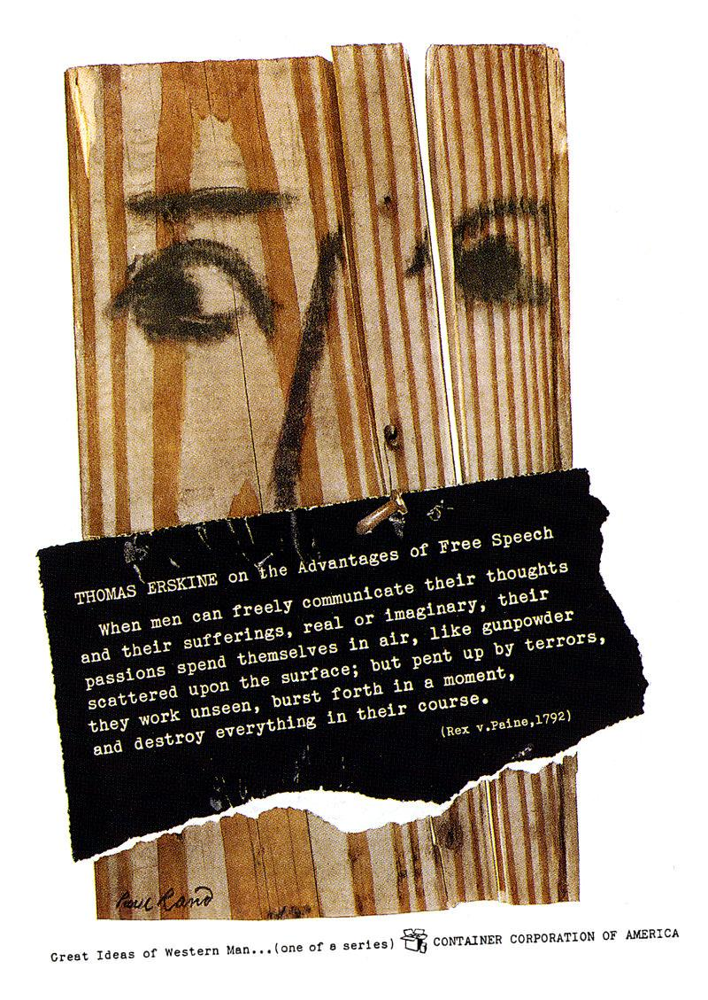 THOMAS ERSKINE on the Advantages of Free Speech
When men can freely communicate their thoughts
and their sufferings, real or imaginary, their
passions spend themselves in air, like gunpowder
scattered upon the surface; but pent up by terrors,
they work unseen, burst forth in a moment,
and destroy everything in their course.
(Rex v.Paine,1792)
Paul Rand
Great Ideas of Western Man...(one of a series) CONTAINER CORPORATION OF AMERICA